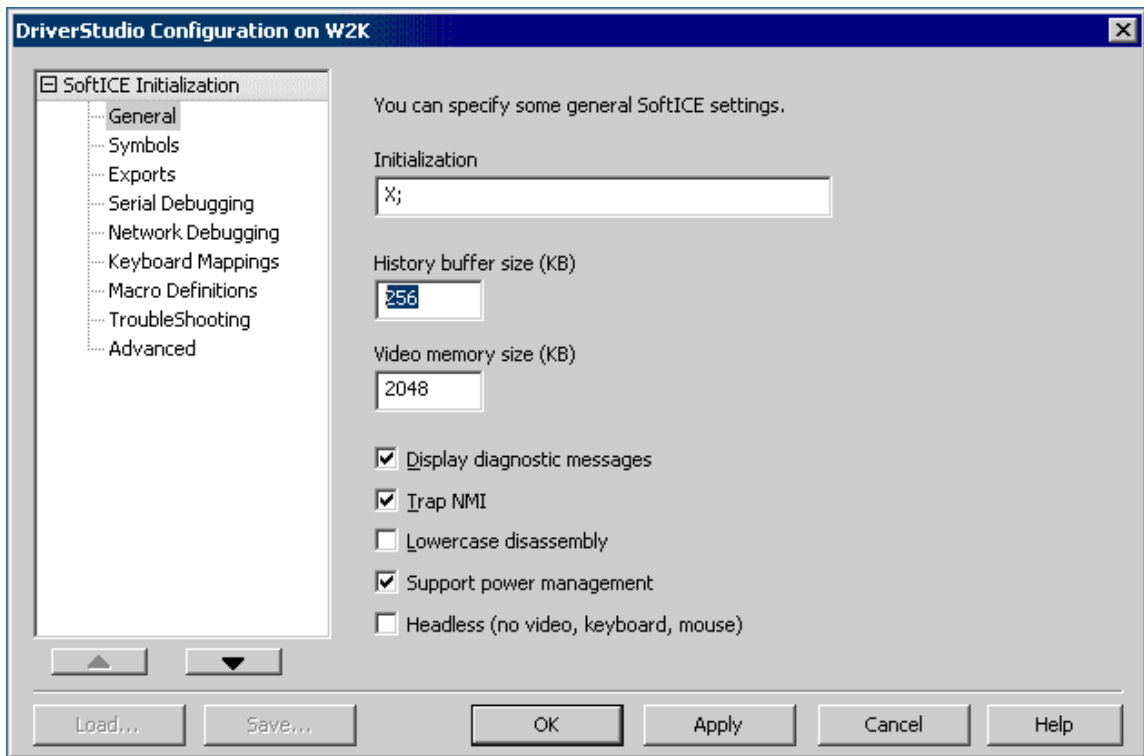 DriverStudio Configuration on W2K
SoftICE Initialization
General
Symbols
Exports
Serial Debugging
Network Debugging
Keyboard Mappings
Macro Definitions
TroubleShooting
Advanced
You can specify some general SoftICE settings.
Initialization
X;
History buffer size (KB)
256
Video memory size (KB)
2048
Display diagnostic messages
Trap NMI
Lowercase disassembly
Support power management
Headless (no video, keyboard, mouse)
Load... Save... OK Apply Cancel Help